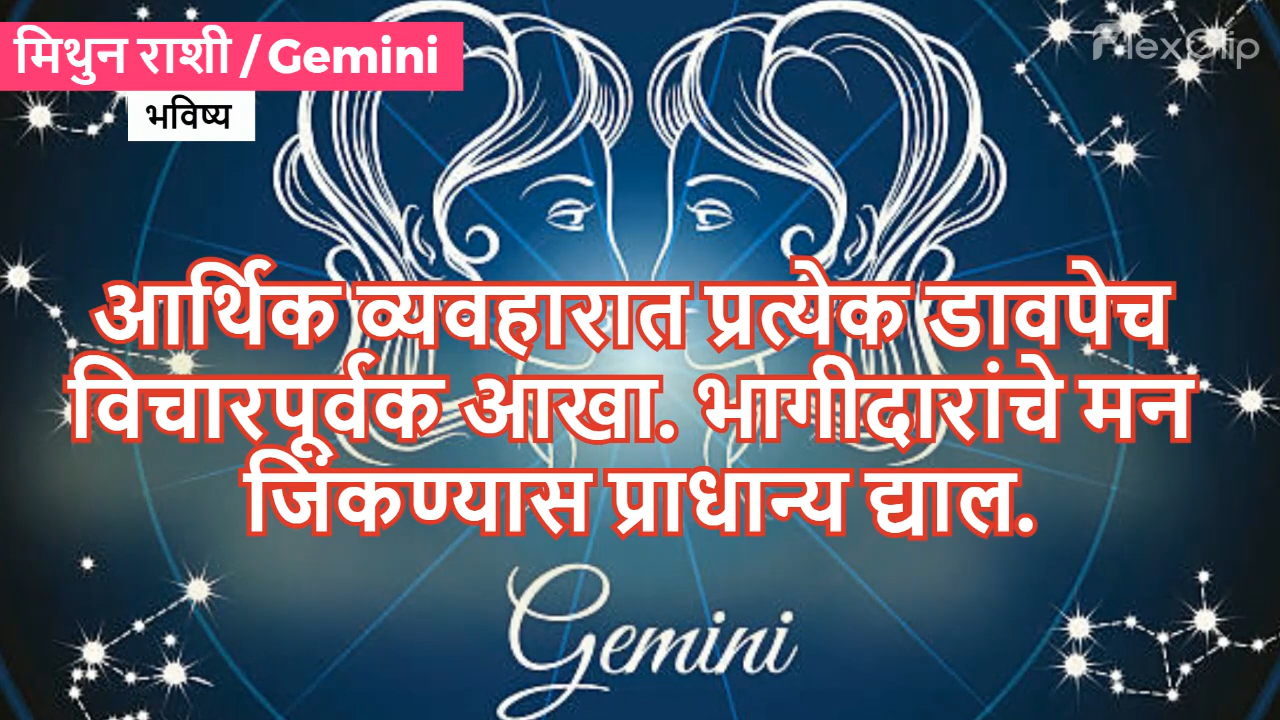 मिथुन राशी / Gemini
FlexClip
भविष्य
आर्थिक व्यवहारात प्रत्येक डावपेच
विचारपूर्वक आखा. भागीदारांचे मन
जिंकण्यास प्राधान्य द्याल.
Gemini